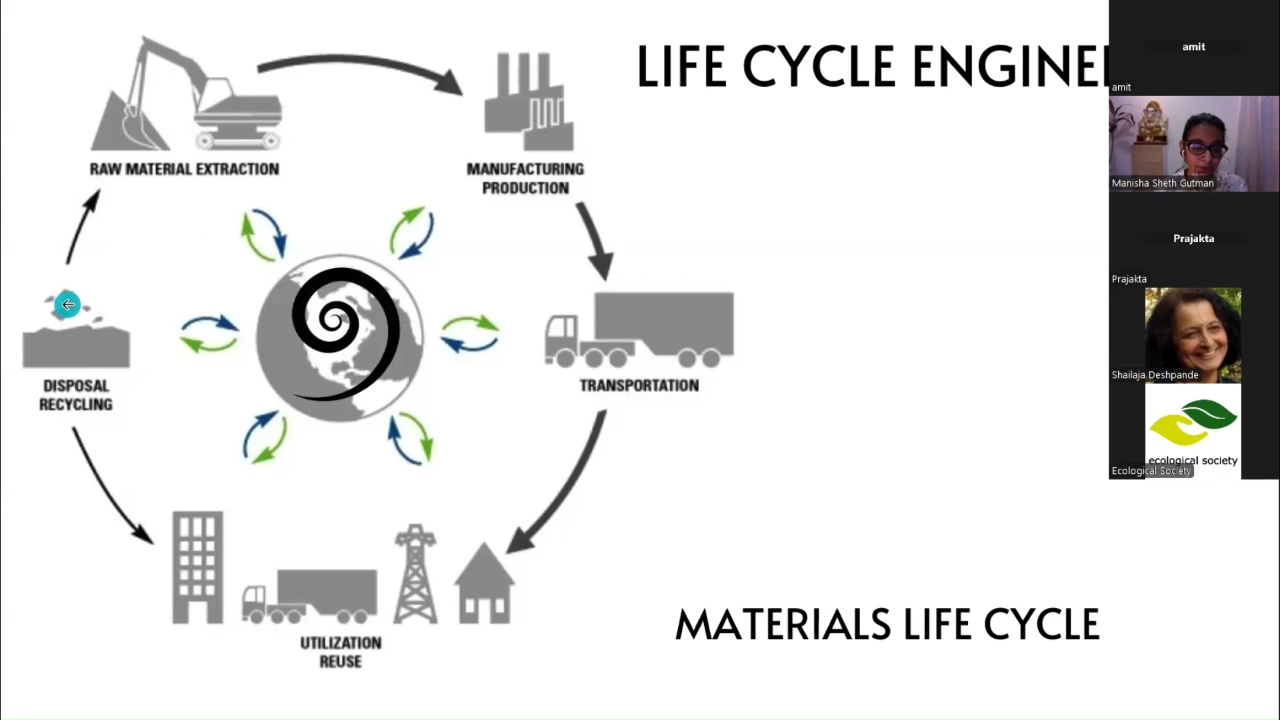 LIFE CYCLE ENGINE
RAW MATERIAL EXTRACTION
MANUFACTURING
PRODUCTION
TRANSPORTATION
DISPOSAL
RECYCLING
UTILIZATION
REUSE
MATERIALS LIFE CYCLE
amit
amit
Manisha Sheth Gutman
Prajakta
Prajakta
Shailaja Deshpande
ecological society
Ecological Society